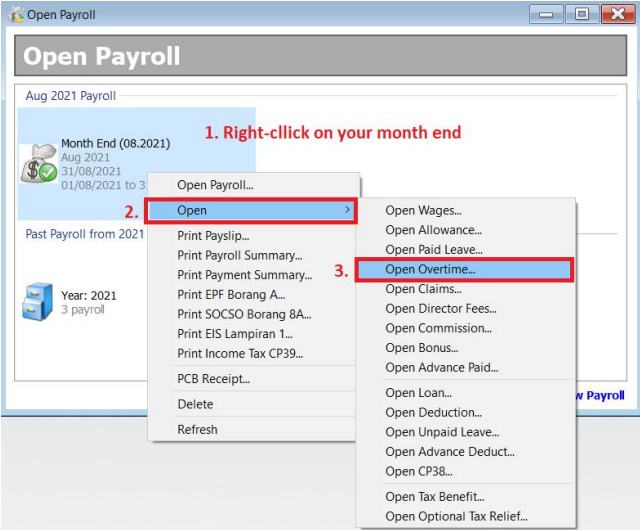 Open Payroll
Open Payroll
Aug 2021 Payroll
1. Right-cllick on your month end
Month End (08.2021)
Aug 2021
31/08/2021
01/08/2021 to 3
Open Payroll...
2.
Open
Past Payroll from 2021
Print Payslip...
Print Payroll Summary...
Print Payment Summary...
Print EPF Borang A...
Print SOCSO Borang 8A...
Print EIS Lampiran 1...
Print Income Tax CP39...
PCB Receipt...
Delete
Refresh
Year: 2021
3 payroll
Open Wages...
Open Allowance...
Open Paid Leave...
3.
Open Overtime...
Open Claims...
Open Director Fees...
Open Commission...
Open Bonus...
Open Advance Paid...
Open Loan...
Open Deduction...
Open Unpaid Leave...
Open Advance Deduct...
Open CP38...
Open Tax Benefit...
Open Optional Tax Relief...
w Payroll